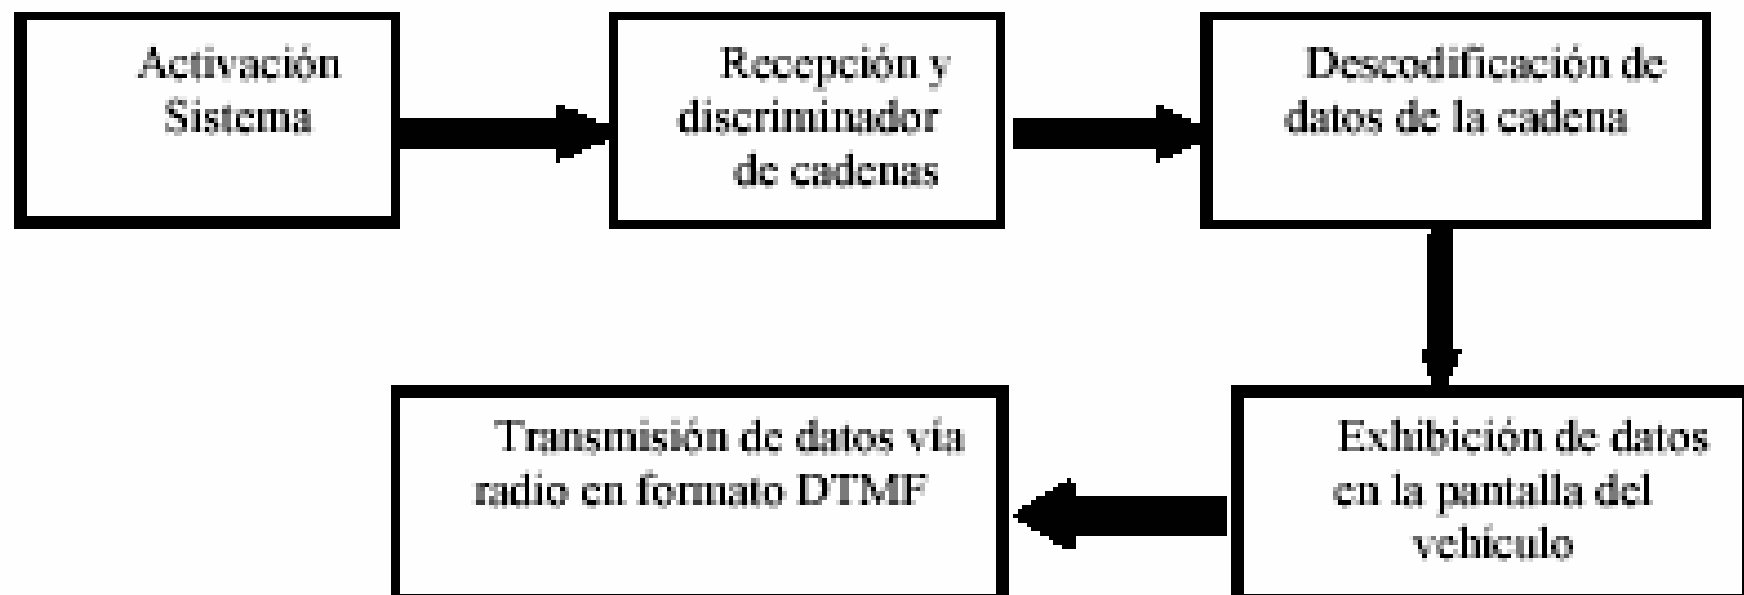 Activación
Sistema
Recepción y
discriminador
de cadenas
Descodificación de
datos de la cadena
Exhibición de datos
en la pantalla del
vehículo
Transmisión de datos vía
radio en formato DTMF